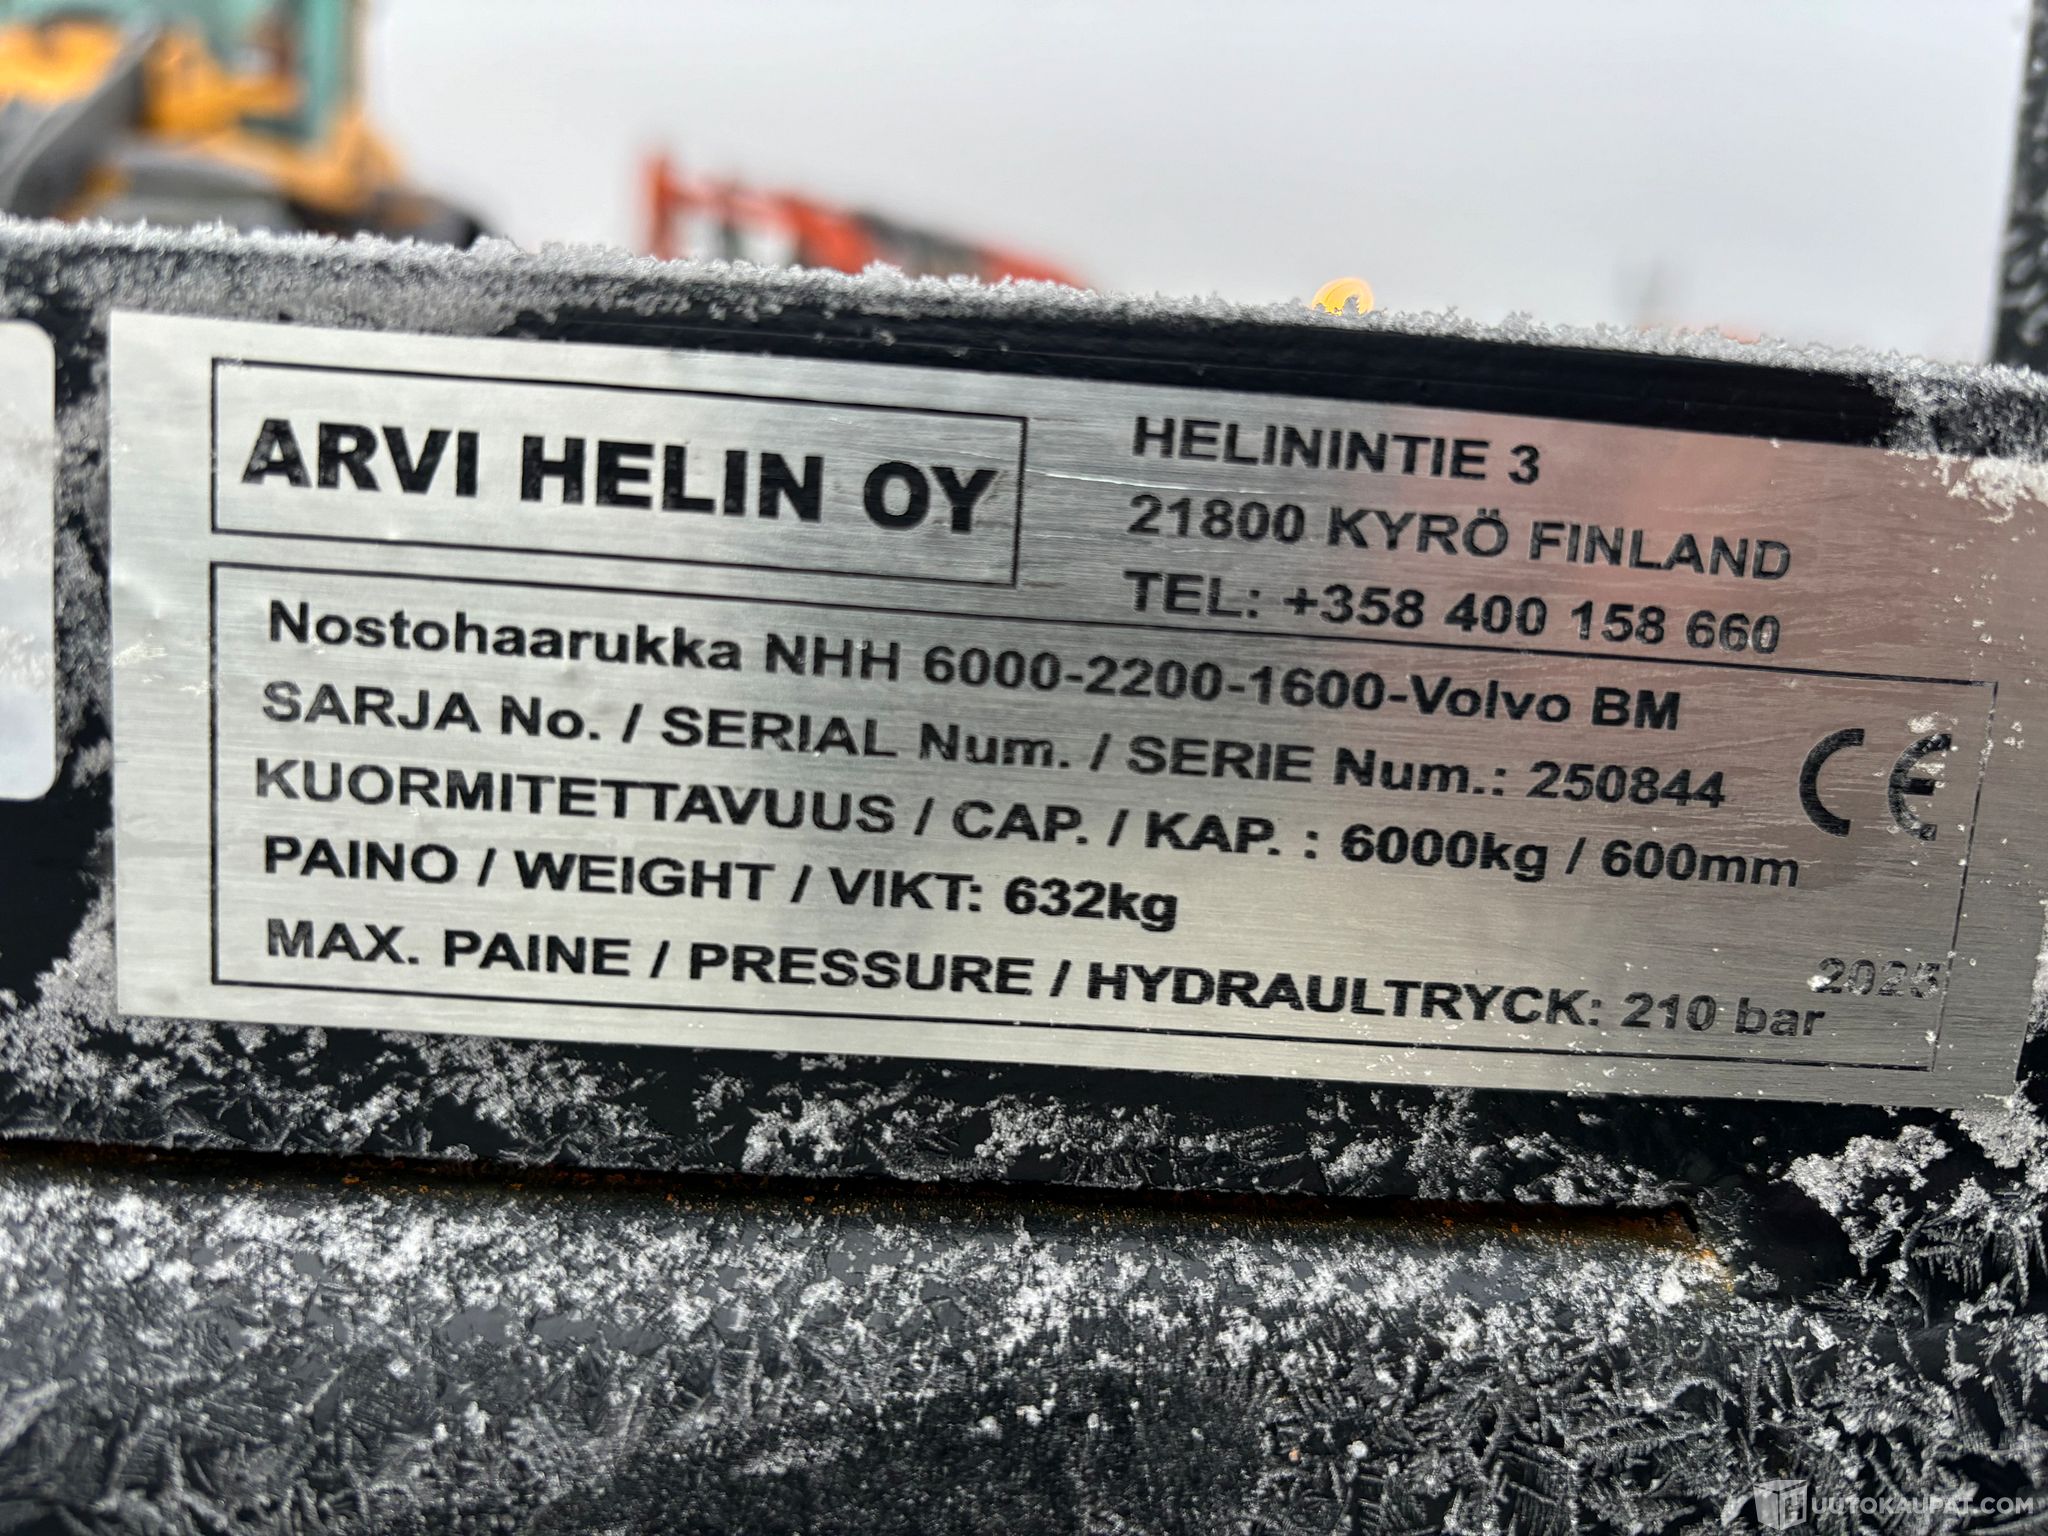 ARVI HELIN OY
HELININTIE 3
21800 KYRÖ FINLAND
TEL: +358 400 158 660
Nostohaarukka NHH 6000-2200-1600-Volvo BM
SARJA No. / SERIAL Num. / SERIE Num.: 250844
KUORMITETTAVUUS / CAP. / KAP. : 6000kg / 600mm
PAINO / WEIGHT / VIKT: 632kg
MAX. PAINE / PRESSURE / HYDRAULTRYCK: 210 bar
CE
2025
UUTOKAUPAT.COM